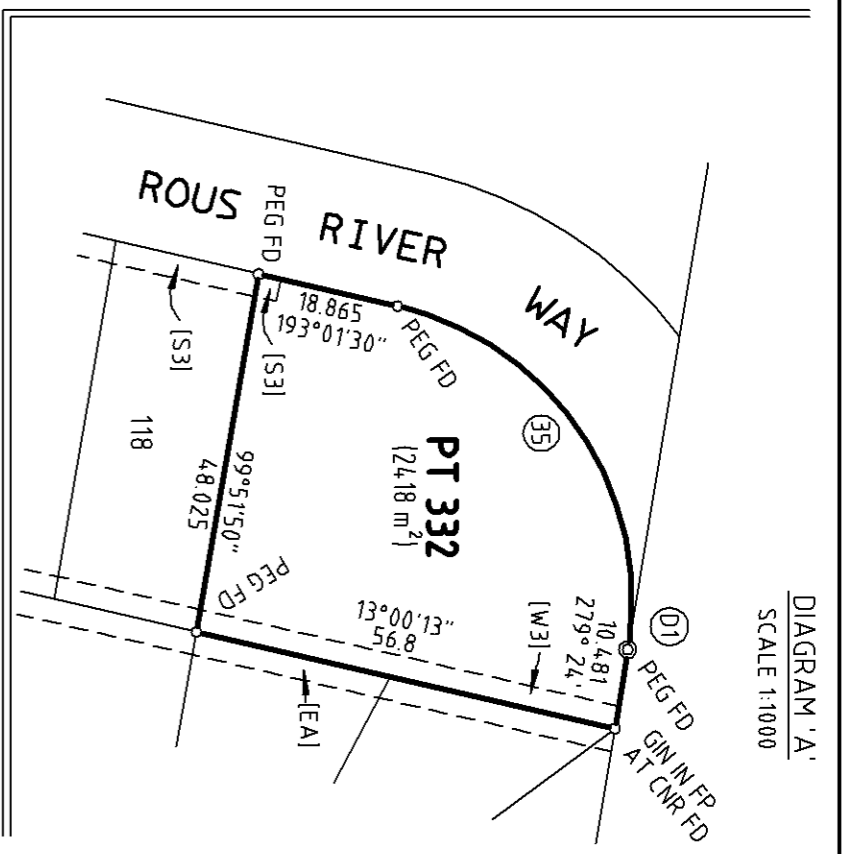 DIAGRAM 'A'
SCALE 1:1000
ROUS RIVER WAY
PEG FD
18.865
193°01'30"
PEG FD
[S3]
[S3]
35
D1
PEG FD
10.481
279° 24'
GIN IN FP
AT CNR FD
PT 332
(2418 m²)
[W3]
118
99°51'50"
48.025
PEG FD
13°00'13"
56.8
[EA]